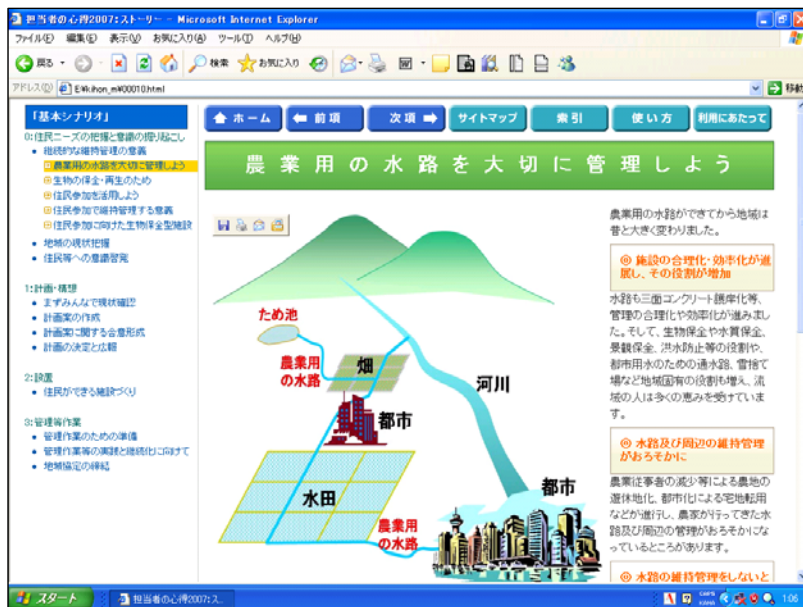 担当者の心得2007:ストーリー - Microsoft Internet Explorer
ファイル(F) 編集(E) 表示(V) お気に入り(A) ツール(T) ヘルプ(H)
戻る 検索 お気に入り
アドレス(D) E:¥kihon_m¥00010.html 移動
「基本シナリオ」
0:住民ニーズの把握と意識の掘り起こし
継続的な維持管理の意義
農業用の水路を大切に管理しよう
生物の保全・再生のため
住民参加を活用しよう
住民参加で維持管理する意義
住民参加に向けた生物保全型施設
地域の現状把握
住民等への意識啓発
1:計画・構想
まずみんなで現状確認
計画案の作成
計画案に関する合意形成
計画の決定と広報
2:設置
住民ができる施設づくり
3:管理等作業
管理作業のための準備
管理作業等の実践と継続化に向けて
地域協定の締結
ホーム 前項 次項 サイトマップ 索引 使い方 利用にあたって
農業用の水路を大切に管理しよう
ため池
農業用
の水路
畑
都市
河川
水田
農業用
の水路
都市
農業用の水路ができてから地域は
昔と大きく変わりました。
◎ 施設の合理化・効率化が進
展し、その役割が増加
水路も三面コンクリート護岸化等、
管理の合理化や効率化が進みまし
た。そして、生物保全や水質保全、
景観保全、洪水防止等の役割や、
都市用水のための通水路、雪捨て
場など地域固有の役割も増え、流
域の人は多くの恵みを受けていま
す。
◎ 水路及び周辺の維持管理
がおろそかに
農業従事者の減少等による農地の
遊休地化、都市化による宅地転用
などが進行し、農家が行ってきた水
路及び周辺の管理がおろそかにな
っているところがあります。
◎ 水路の維持管理をしないと
スタート 担当者の心得2007:ス... A CAPS KANA 1:06